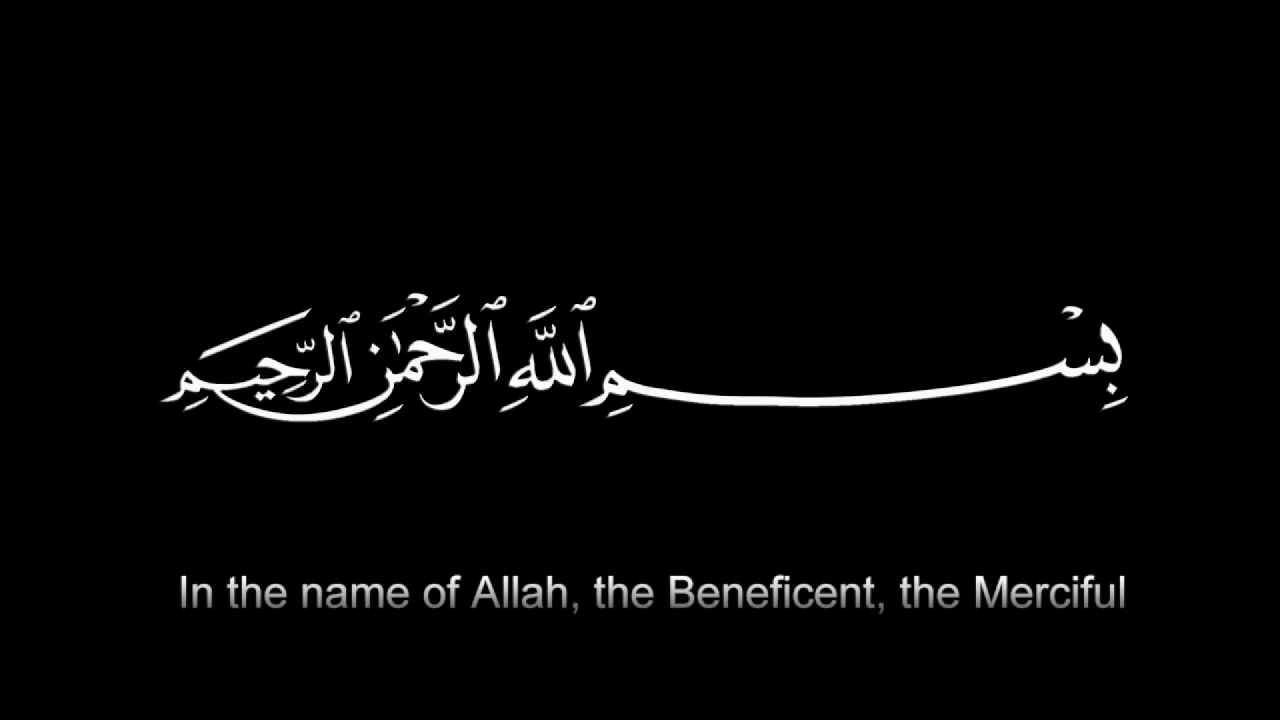 بِسْمِ ٱللَّهِ ٱلرَّحْمَٰنِ ٱلرَّحِيمِ
In the name of Allah, the Beneficent, the Merciful